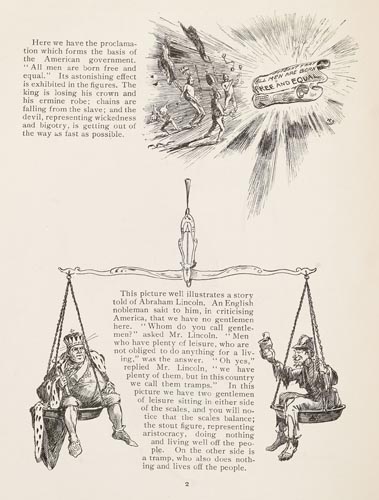 Here we have the proclama-
tion which forms the basis of
the American government.
"All men are born free and
equal." Its astonishing effect
is exhibited in the figures. The
king is losing his crown and
his ermine robe; chains are
falling from the slave; and the
devil, representing wickedness
and bigotry, is getting out of
the way as fast as possible.
ALL MEN ARE BORN
FREE AND EQUAL
This picture well illustrates a story
told of Abraham Lincoln. An English
nobleman said to him, in criticising
America, that we have no gentlemen
here. "Whom do you call gentle-
men?" asked Mr. Lincoln. "Men
who have plenty of leisure, who are
not obliged to do anything for a liv-
ing," was the answer. "Oh yes,"
replied Mr. Lincoln, "we have
plenty of them, but in this country
we call them tramps." In this
picture we have two gentlemen
of leisure sitting in either side
of the scales, and you will no-
tice that the scales balance;
the stout figure, representing
aristocracy, doing nothing
and living well off the peo-
ple. On the other side is
a tramp, who also does noth-
ing and lives off the people.
2